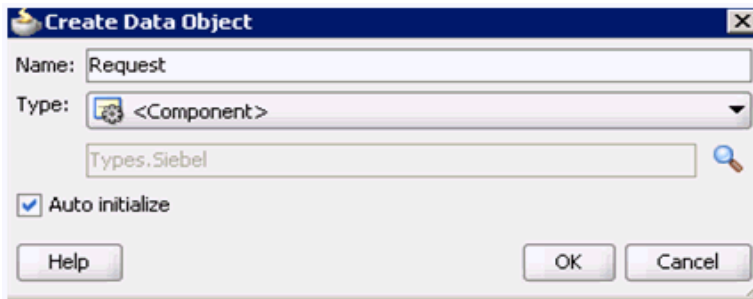 Create Data Object
Name: Request
Type: <Component>
Types.Siebel
Auto initialize
Help OK Cancel